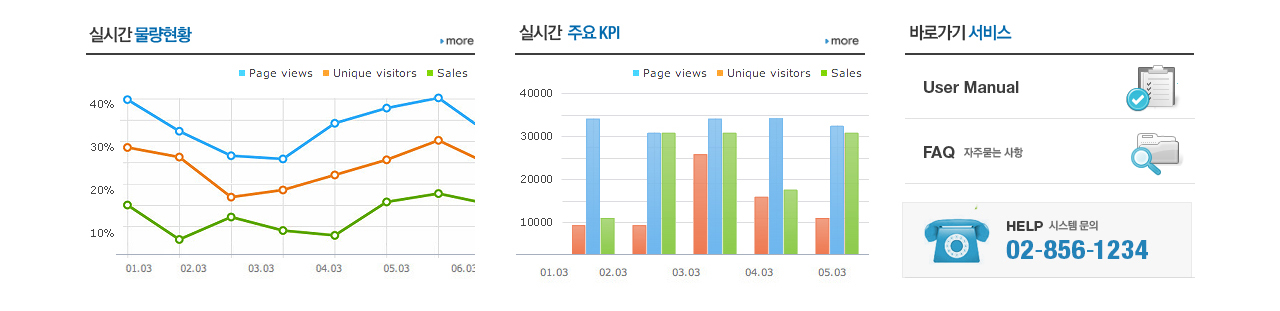 실시간 물량현황
more
Page views Unique visitors Sales
40%
30%
20%
10%
01.03 02.03 03.03 04.03 05.03 06.03
실시간 주요 KPI
more
Page views Unique visitors Sales
40000
30000
20000
10000
01.03 02.03 03.03 04.03 05.03
바로가기 서비스
User Manual
FAQ 자주묻는 사항
HELP 시스템 문의
02-856-1234